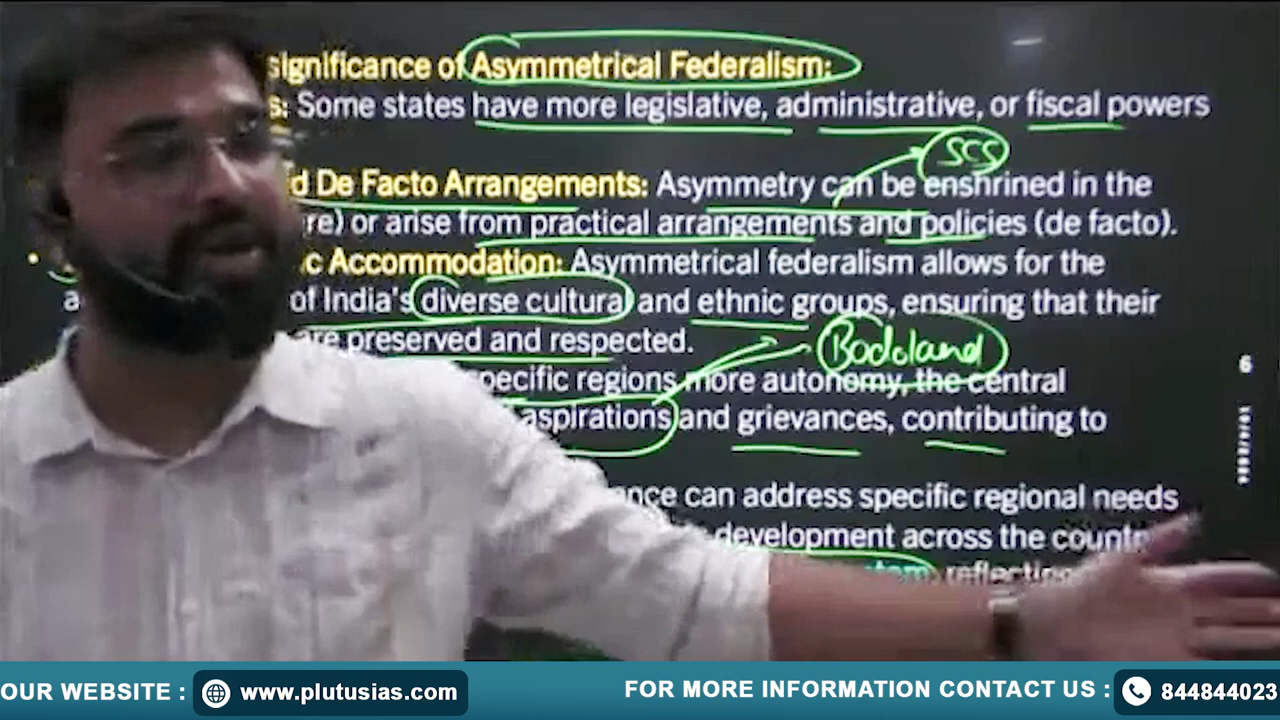 significance of Asymmetrical Federalism:
s: Some states have more legislative, administrative, or fiscal powers
SCS
d De Facto Arrangements: Asymmetry can be enshrined in the
re) or arise from practical arrangements and policies (de facto).
c Accommodation: Asymmetrical federalism allows for the
a of India's diverse cultural and ethnic groups, ensuring that their
are preserved and respected.
Bodoland
specific regions more autonomy, the central
aspirations and grievances, contributing to
ance can address specific regional needs
development across the country
reflecting
6
OUR WEBSITE : www.plutusias.com
FOR MORE INFORMATION CONTACT US : 844844023